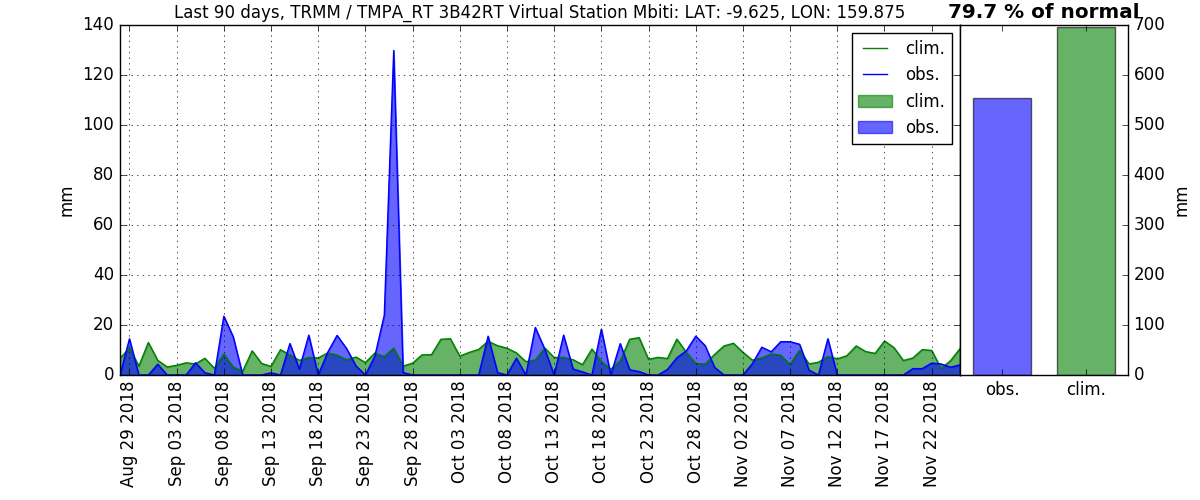 Last 90 days, TRMM / TMPA_RT 3B42RT Virtual Station Mbiti: LAT: -9.625, LON: 159.875
79.7 % of normal
140
120
100
80
60
40
20
0
mm
clim.
obs.
clim.
obs.
700
600
500
400
300
200
100
0
mm
Aug 29 2018
Sep 03 2018
Sep 08 2018
Sep 13 2018
Sep 18 2018
Sep 23 2018
Sep 28 2018
Oct 03 2018
Oct 08 2018
Oct 13 2018
Oct 18 2018
Oct 23 2018
Oct 28 2018
Nov 02 2018
Nov 07 2018
Nov 12 2018
Nov 17 2018
Nov 22 2018
obs.
clim.